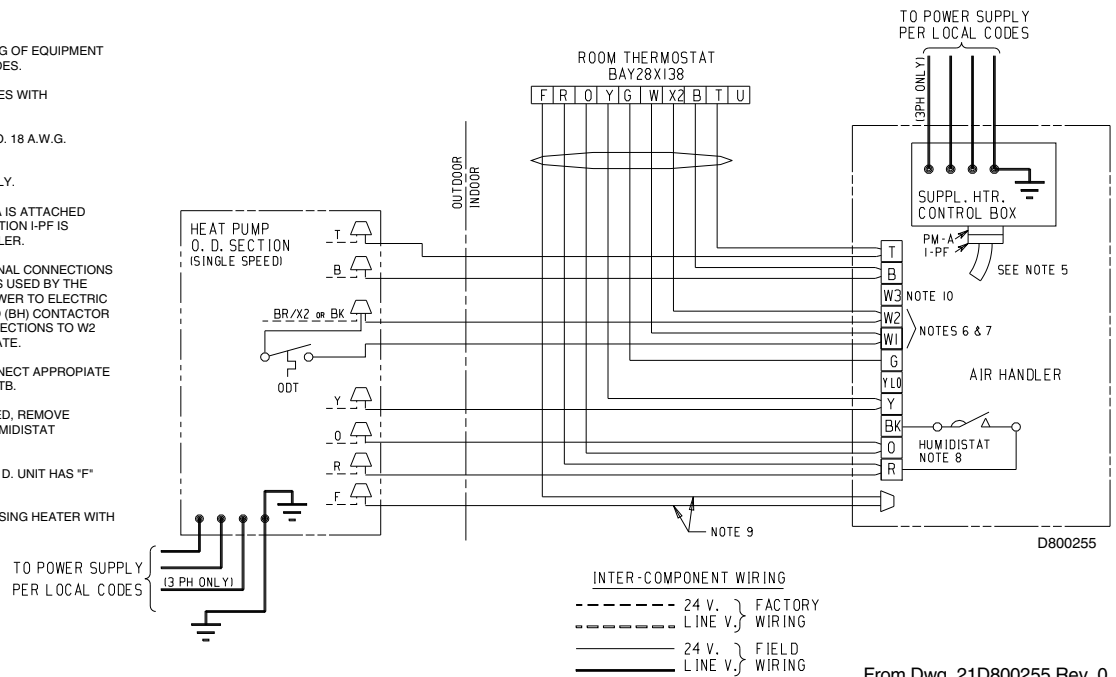 G OF EQUIPMENT
DES.
ES WITH
D. 18 A.W.G.
LY.
A IS ATTACHED
TION I-PF IS
LER.
NAL CONNECTIONS
S USED BY THE
WER TO ELECTRIC
D (BH) CONTACTOR
NECTIONS TO W2
ATE.
NECT APPROPIATE
TB.
ED, REMOVE
MIDISTAT
D. UNIT HAS "F"
SING HEATER WITH
TO POWER SUPPLY
PER LOCAL CODES
(3PH ONLY)
ROOM THERMOSTAT
BAY28X138
F R O Y G W X2 B T U
OUTDOOR
INDOOR
HEAT PUMP
O. D. SECTION
(SINGLE SPEED)
T
B
BR/X2 OR BK
ODT
Y
O
R
F
SUPPL. HTR.
CONTROL BOX
PM-A
I-PF
SEE NOTE 5
T
B
W3 NOTE 10
W2
W1
NOTES 6 & 7
G
YLO
Y
BK
O
R
AIR HANDLER
HUMIDISTAT
NOTE 8
NOTE 9
D800255
TO POWER SUPPLY
PER LOCAL CODES
(3 PH ONLY)
INTER-COMPONENT WIRING
24 V. FACTORY
LINE V. WIRING
24 V. FIELD
LINE V. WIRING
From Dwg. 21D800255 Rev. 0